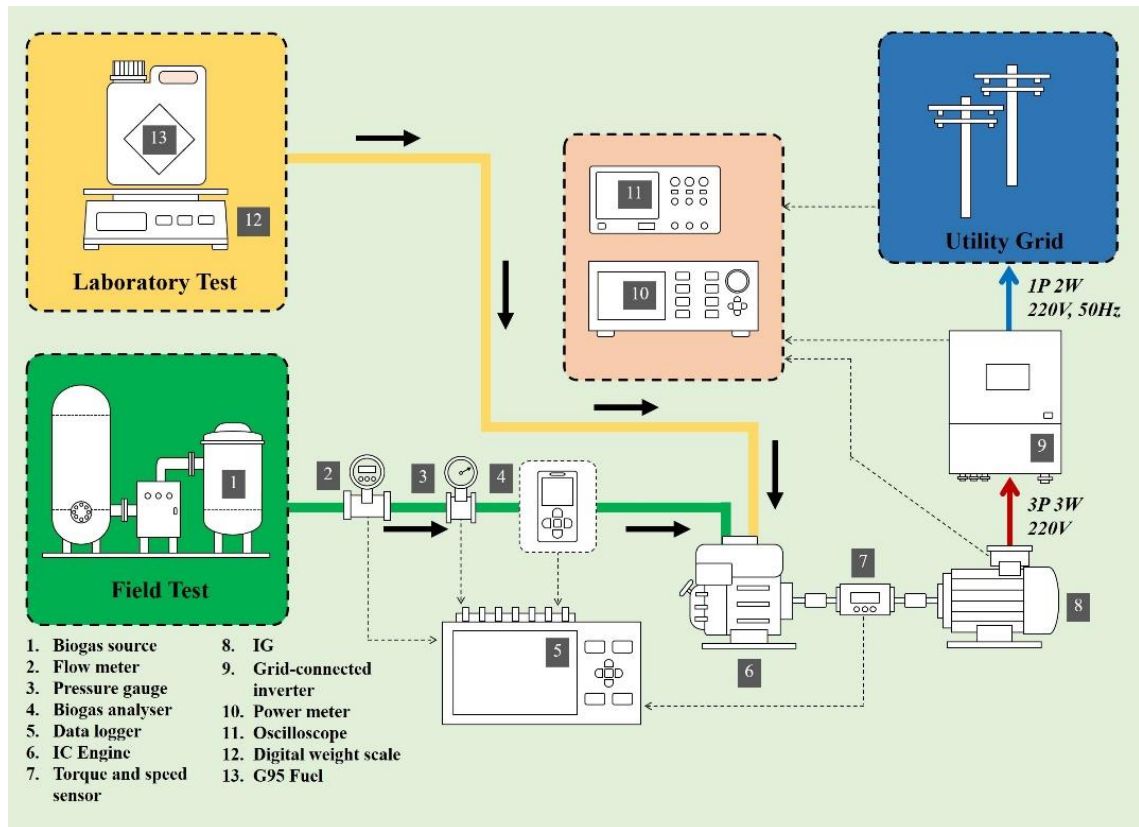 13
12
Laboratory Test
11
10
Utility Grid
1P 2W
220V, 50Hz
9
3P 3W
220V
1
Field Test
2
3
4
5
6
7
8
1. Biogas source
2. Flow meter
3. Pressure gauge
4. Biogas analyser
5. Data logger
6. IC Engine
7. Torque and speed
sensor
8. IG
9. Grid-connected
inverter
10. Power meter
11. Oscilloscope
12. Digital weight scale
13. G95 Fuel